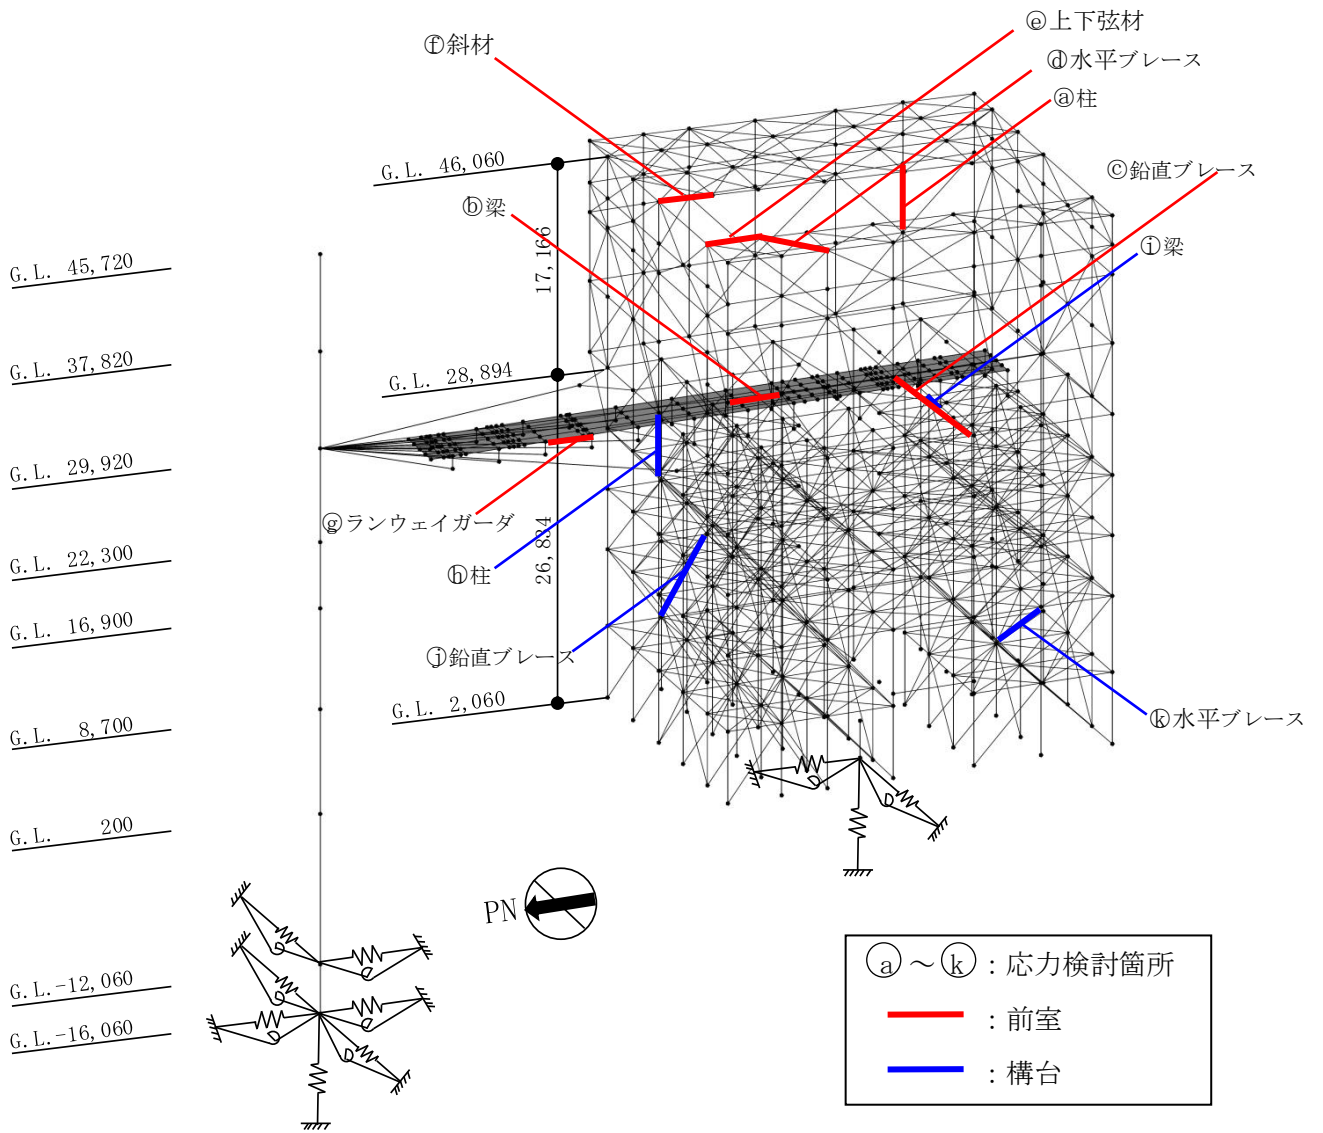 ⓔ上下弦材
ⓕ斜材
ⓓ水平ブレース
ⓐ柱
G.L. 46,060
ⓒ鉛直ブレース
ⓑ梁
17,166
ⓘ梁
G.L. 45,720
G.L. 37,820
G.L. 28,894
G.L. 29,920
ⓖランウェイガーダ
26,834
G.L. 22,300
ⓗ柱
G.L. 16,900
ⓙ鉛直ブレース
G.L. 2,060
ⓚ水平ブレース
G.L. 8,700
D
D
G.L. 200
PN
D
D
D
D
D
D
G.L.-12,060
G.L.-16,060
ⓐ～ⓚ：応力検討箇所
：前室
：構台